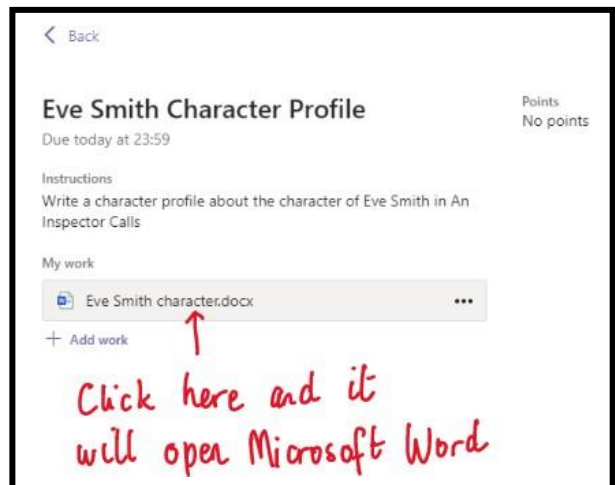 Back
Eve Smith Character Profile
Points
No points
Due today at 23:59
Instructions
Write a character profile about the character of Eve Smith in An
Inspector Calls
My work
Eve Smith character.docx
•••
+ Add work
Click here and it
will open Microsoft Word